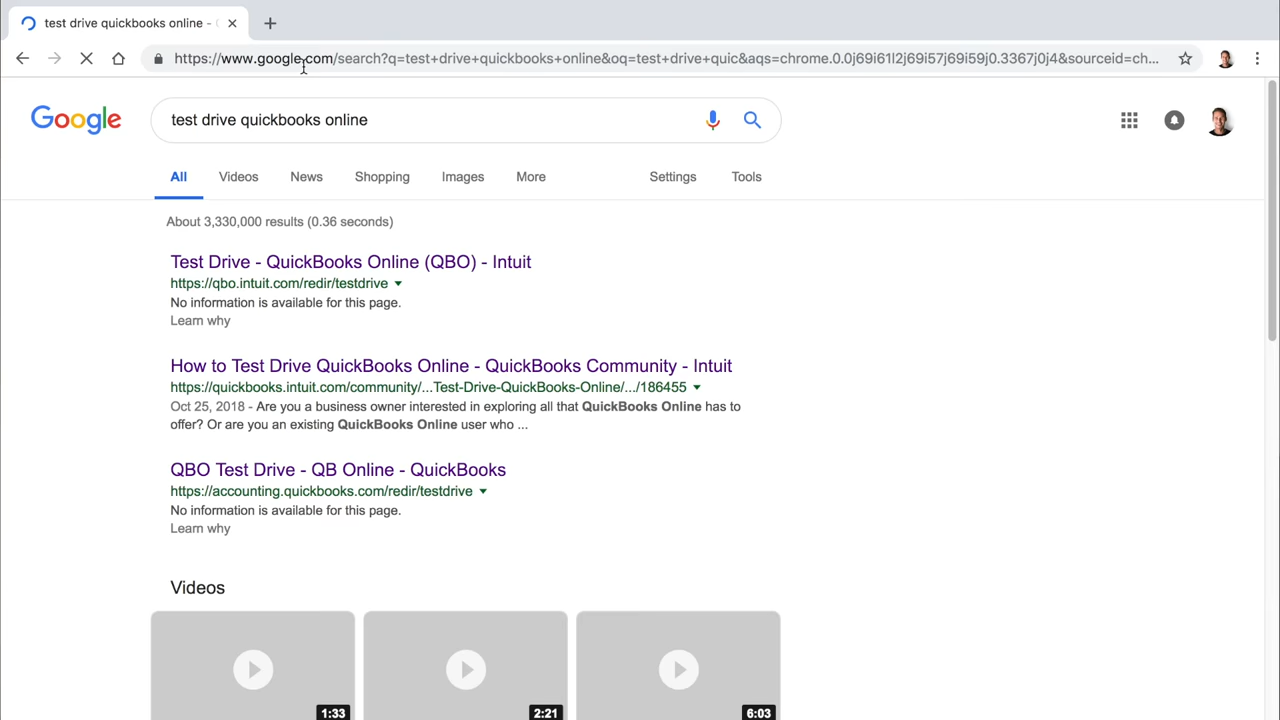 test drive quickbooks online -
https://www.google.com/search?q=test+drive+quickbooks+online&oq=test+drive+quic&aqs=chrome.0.0j69i61l2j69i57j69i59j0.3367j0j4&sourceid=ch...
Google
test drive quickbooks online
All Videos News Shopping Images More Settings Tools
About 3,330,000 results (0.36 seconds)
Test Drive - QuickBooks Online (QBO) - Intuit
https://qbo.intuit.com/redir/testdrive
No information is available for this page.
Learn why
How to Test Drive QuickBooks Online - QuickBooks Community - Intuit
https://quickbooks.intuit.com/community/...Test-Drive-QuickBooks-Online/.../186455
Oct 25, 2018 - Are you a business owner interested in exploring all that QuickBooks Online has to
offer? Or are you an existing QuickBooks Online user who ...
QBO Test Drive - QB Online - QuickBooks
https://accounting.quickbooks.com/redir/testdrive
No information is available for this page.
Learn why
Videos
1:33 2:21 6:03